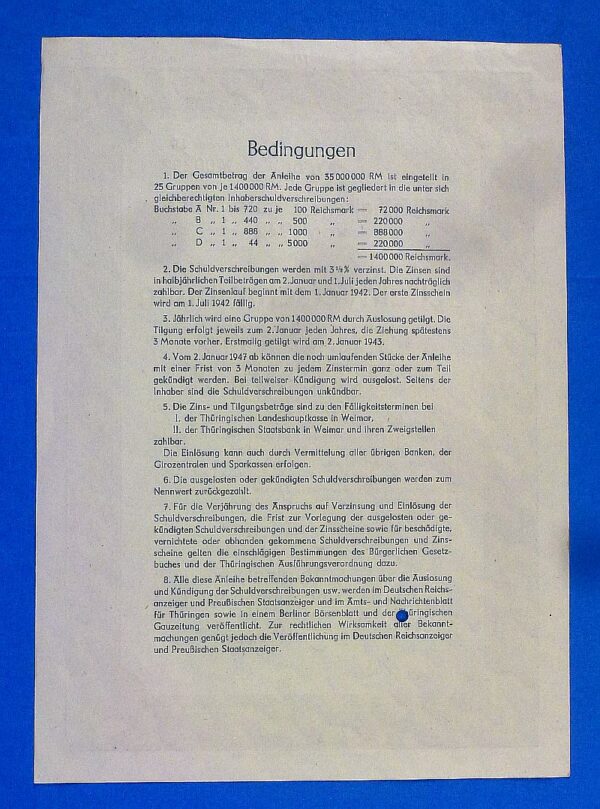 Bedingungen
1. Der Gesamtbetrag der Anleihe von 35000000 RM ist eingeteilt in
25 Gruppen von je 1400000 RM. Jede Gruppe ist gegliedert in die unter sich
gleichberechtigten Inhaberschuldverschreibungen:
Buchstabe A Nr. 1 bis 720 zu je 100 Reichsmark = 72000 Reichsmark
„ B „ 1 „ 440 „ „ 500 „ = 220000 „
„ C „ 1 „ 888 „ „ 1000 „ = 888000 „
„ D „ 1 „ 44 „ „ 5000 „ = 220000 „
= 1400000 Reichsmark.
2. Die Schuldverschreibungen werden mit 3½% verzinst. Die Zinsen sind
in halbjährlichen Teilbeträgen am 2. Januar und 1. Juli jeden Jahres nachträglich
zahlbar. Der Zinsenlauf beginnt mit dem 1. Januar 1942. Der erste Zinsschein
wird am 1. Juli 1942 fällig.
3. Jährlich wird eine Gruppe von 1400000 RM durch Auslosung getilgt. Die
Tilgung erfolgt jeweils zum 2. Januar jeden Jahres, die Ziehung spätestens
3 Monate vorher. Erstmalig getilgt wird am 2. Januar 1943.
4. Vom 2. Januar 1947 ab können die noch umlaufenden Stücke der Anleihe
mit einer Frist von 3 Monaten zu jedem Zinstermin ganz oder zum Teil
gekündigt werden. Bei teilweiser Kündigung wird ausgelost. Seitens der
Inhaber sind die Schuldverschreibungen unkündbar.
5. Die Zins- und Tilgungsbeträge sind zu den Fälligkeitsterminen bei
I. der Thüringischen Landeshauptkasse in Weimar,
II. der Thüringischen Staatsbank in Weimar und ihren Zweigstellen
zahlbar.
Die Einlösung kann auch durch Vermittelung aller übrigen Banken, der
Girozentralen und Sparkassen erfolgen.
6. Die ausgelosten oder gekündigten Schuldverschreibungen werden zum
Nennwert zurückgezahlt.
7. Für die Verjährung des Anspruchs auf Verzinsung und Einlösung der
Schuldverschreibungen, die Frist zur Vorlegung der ausgelosten oder ge-
kündigten Schuldverschreibungen und der Zinsscheine sowie für beschädigte,
vernichtete oder abhanden gekommene Schuldverschreibungen und Zins-
scheine gelten die einschlägigen Bestimmungen des Bürgerlichen Gesetz-
buches und der Thüringischen Ausführungsverordnung dazu.
8. Alle diese Anleihe betreffenden Bekanntmachungen über die Auslosung
und Kündigung der Schuldverschreibungen usw. werden im Deutschen Reichs-
anzeiger und Preußischen Staatsanzeiger und im Amts- und Nachrichtenblatt
für Thüringen sowie in einem Berliner Börsenblatt und der Thüringischen
Gauzeitung veröffentlicht. Zur rechtlichen Wirksamkeit aller Bekannt-
machungen genügt jedoch die Veröffentlichung im Deutschen Reichsanzeiger
und Preußischen Staatsanzeiger.